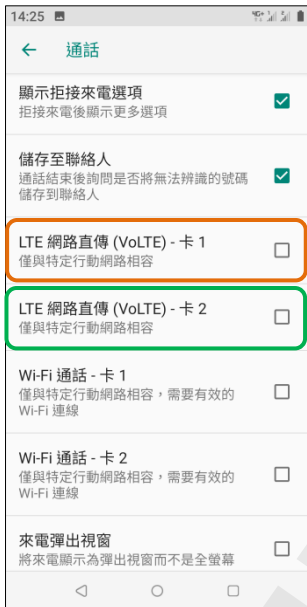 14:25
通話
顯示拒接來電選項
拒接來電後顯示更多選項
儲存至聯絡人
通話結束後詢問是否將無法辨識的號碼
儲存到聯絡人
LTE 網路直傳 (VoLTE) - 卡 1
僅與特定行動網路相容
LTE 網路直傳 (VoLTE) - 卡 2
僅與特定行動網路相容
Wi-Fi 通話 - 卡 1
僅與特定行動網路相容，需要有效的
Wi-Fi 連線
Wi-Fi 通話 - 卡 2
僅與特定行動網路相容，需要有效的
Wi-Fi 連線
來電彈出視窗
將來電顯示為彈出視窗而不是全螢幕